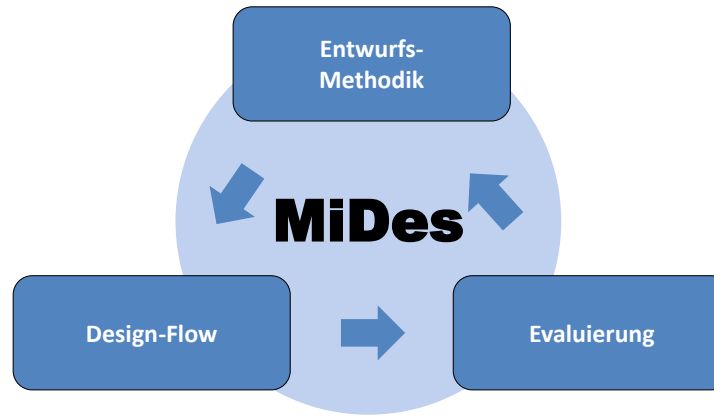 Entwurfs-
Methodik
MiDes
Design-Flow
Evaluierung